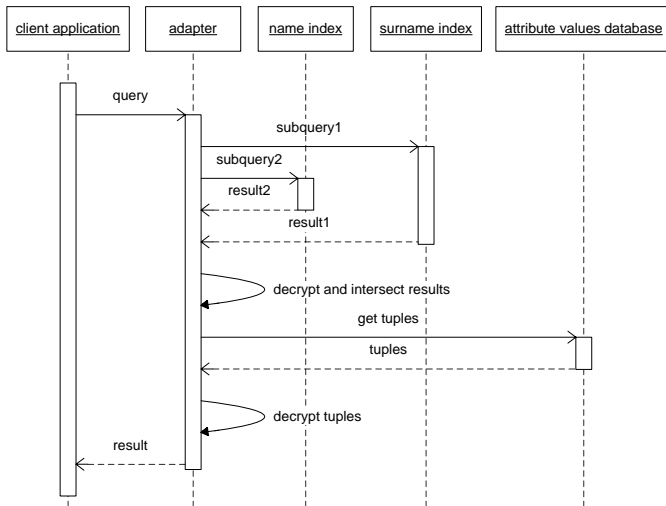 client application
adapter
name index
surname index
attribute values database
query
subquery1
subquery2
result2
result1
decrypt and intersect results
get tuples
tuples
decrypt tuples
result